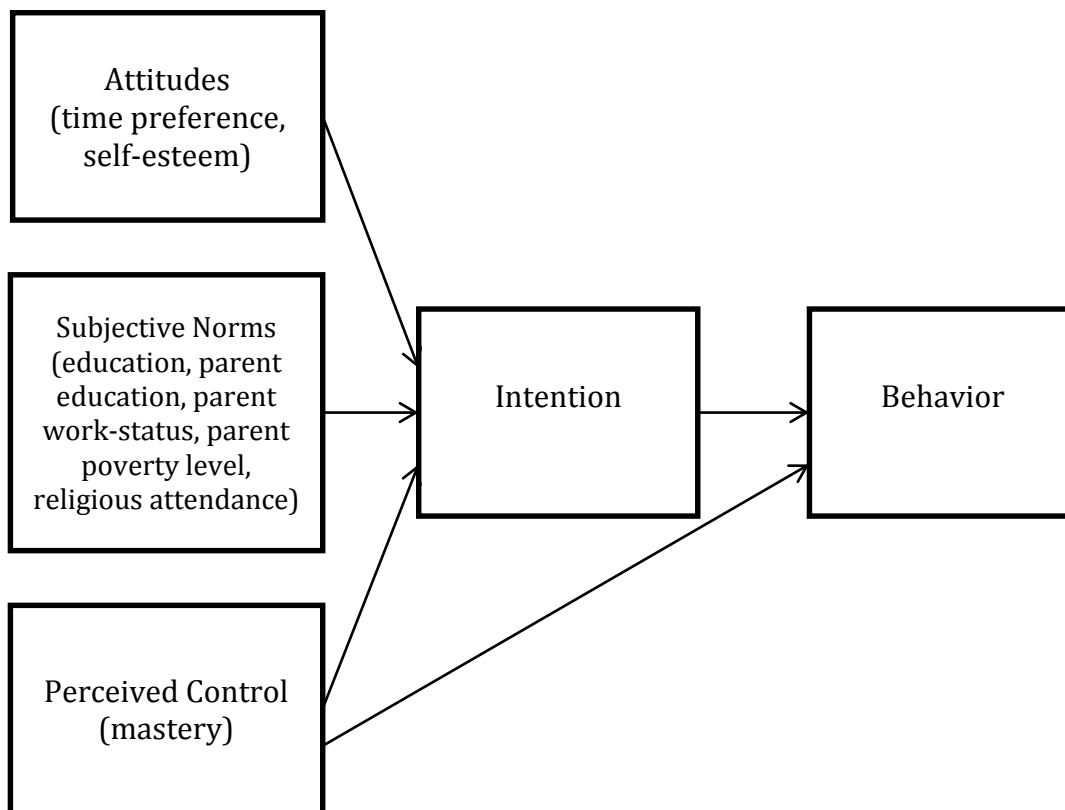 Attitudes
(time preference,
self-esteem)
Subjective Norms
(education, parent
education, parent
work-status, parent
poverty level,
religious attendance)
Intention
Behavior
Perceived Control
(mastery)